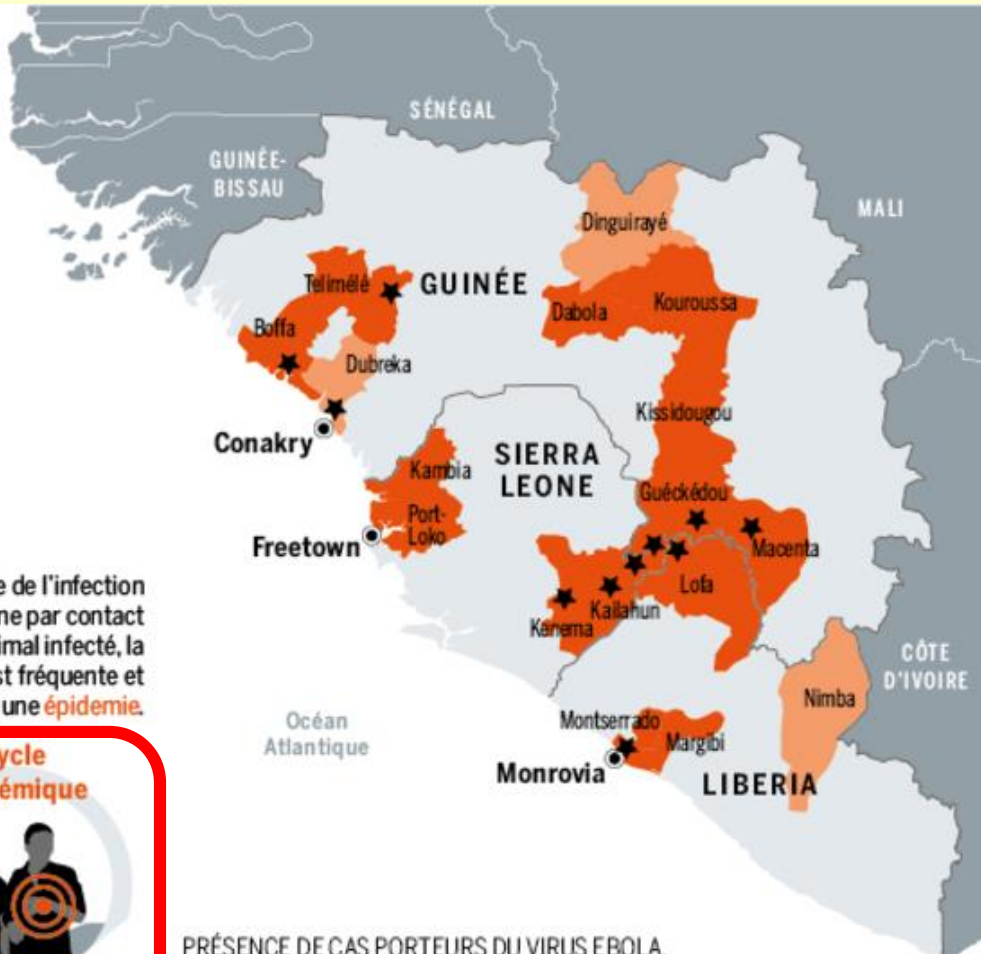 SÉNÉGAL
GUINÉE-
BISSAU
MALI
Dinguirayé
Telimélé
GUINÉE
Dabola
Kouroussa
Boffa
Dubreka
Kissidougou
Conakry
SIERRA
LEONE
Kambia
Guéckédou
Port-
Loko
Freetown
Macenta
Lofa
Kailahun
Kenema
e de l'infection
ne par contact
imal infecté, la
st fréquente et
une épidemie.
CÔTE
D'IVOIRE
Nimba
Océan
Atlantique
Montserrado
Margibi
Monrovia
LIBERIA
ycle
émique
PRÉSENCE DE CAS PORTEURS DU VIRUS EBOLA,